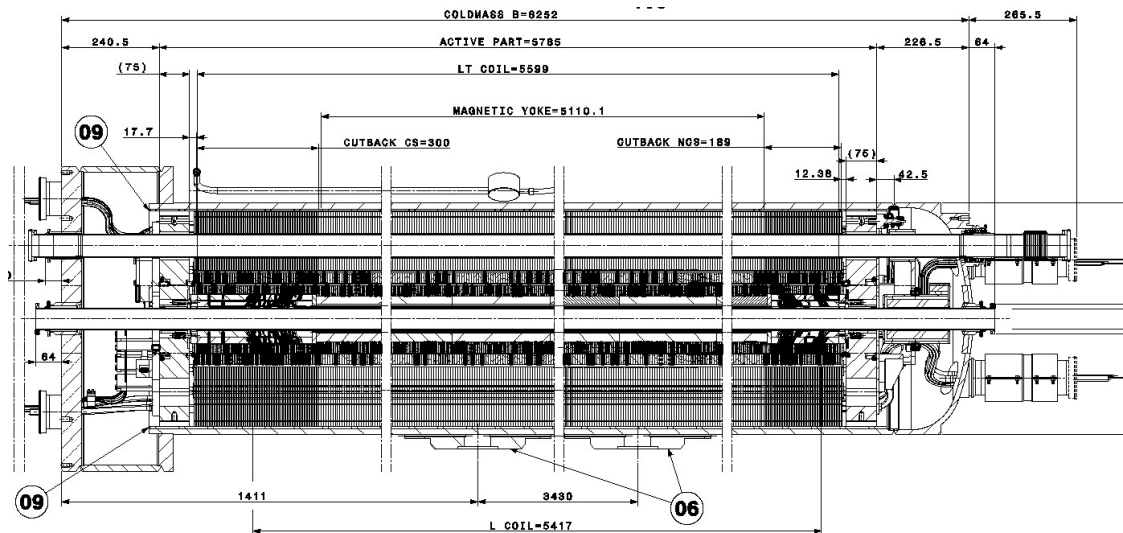 COLDMASS B=6252
265.5
240.5
ACTIVE PART=5785
226.5
64
(75)
LT COIL=5599
MAGNETIC YOKE=5110.1
17.7
CUTBACK CS=300
CUTBACK NCS=189
(75)
09
12.38
42.5
64
09
1411
3430
06
L COIL=5417